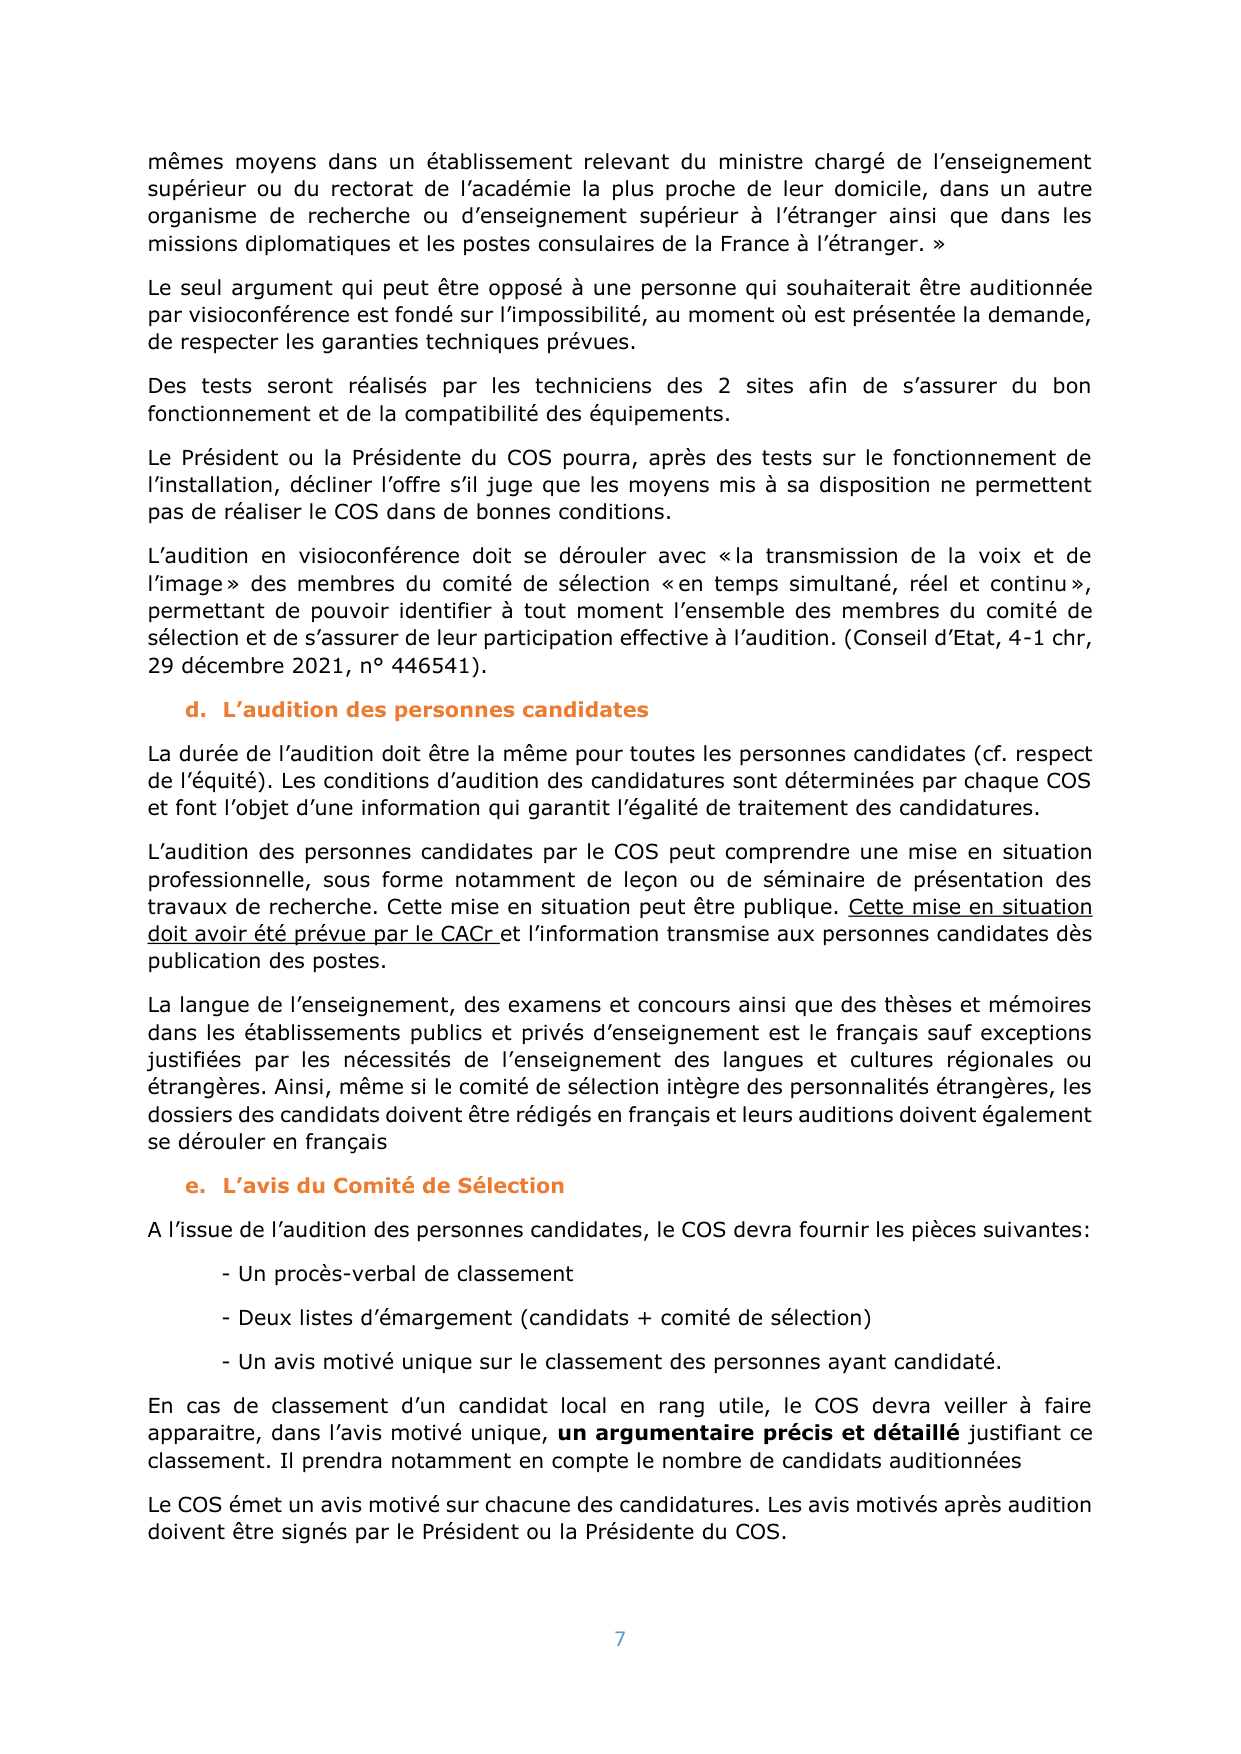 mêmes moyens dans un établissement relevant du ministre chargé de l’enseignement
supérieur ou du rectorat de l’académie la plus proche de leur domicile, dans un autre
organisme de recherche ou d’enseignement supérieur à l’étranger ainsi que dans les
missions diplomatiques et les postes consulaires de la France à l’étranger. »
Le seul argument qui peut être opposé à une personne qui souhaiterait être auditionnée
par visioconférence est fondé sur l’impossibilité, au moment où est présentée la demande,
de respecter les garanties techniques prévues.
Des tests seront réalisés par les techniciens des 2 sites afin de s’assurer du bon
fonctionnement et de la compatibilité des équipements.
Le Président ou la Présidente du COS pourra, après des tests sur le fonctionnement de
l’installation, décliner l’offre s’il juge que les moyens mis à sa disposition ne permettent
pas de réaliser le COS dans de bonnes conditions.
L’audition en visioconférence doit se dérouler avec « la transmission de la voix et de
l’image » des membres du comité de sélection « en temps simultané, réel et continu »,
permettant de pouvoir identifier à tout moment l’ensemble des membres du comité de
sélection et de s’assurer de leur participation effective à l’audition. (Conseil d’Etat, 4-1 chr,
29 décembre 2021, n° 446541).
d. L’audition des personnes candidates
La durée de l’audition doit être la même pour toutes les personnes candidates (cf. respect
de l’équité). Les conditions d’audition des candidatures sont déterminées par chaque COS
et font l’objet d’une information qui garantit l’égalité de traitement des candidatures.
L’audition des personnes candidates par le COS peut comprendre une mise en situation
professionnelle, sous forme notamment de leçon ou de séminaire de présentation des
travaux de recherche. Cette mise en situation peut être publique. Cette mise en situation
doit avoir été prévue par le CACr et l’information transmise aux personnes candidates dès
publication des postes.
La langue de l’enseignement, des examens et concours ainsi que des thèses et mémoires
dans les établissements publics et privés d’enseignement est le français sauf exceptions
justifiées par les nécessités de l’enseignement des langues et cultures régionales ou
étrangères. Ainsi, même si le comité de sélection intègre des personnalités étrangères, les
dossiers des candidats doivent être rédigés en français et leurs auditions doivent également
se dérouler en français
e. L’avis du Comité de Sélection
A l’issue de l’audition des personnes candidates, le COS devra fournir les pièces suivantes:
- Un procès-verbal de classement
- Deux listes d’émargement (candidats + comité de sélection)
- Un avis motivé unique sur le classement des personnes ayant candidaté.
En cas de classement d’un candidat local en rang utile, le COS devra veiller à faire
apparaitre, dans l’avis motivé unique, un argumentaire précis et détaillé justifiant ce
classement. Il prendra notamment en compte le nombre de candidats auditionnées
Le COS émet un avis motivé sur chacune des candidatures. Les avis motivés après audition
doivent être signés par le Président ou la Présidente du COS.
7